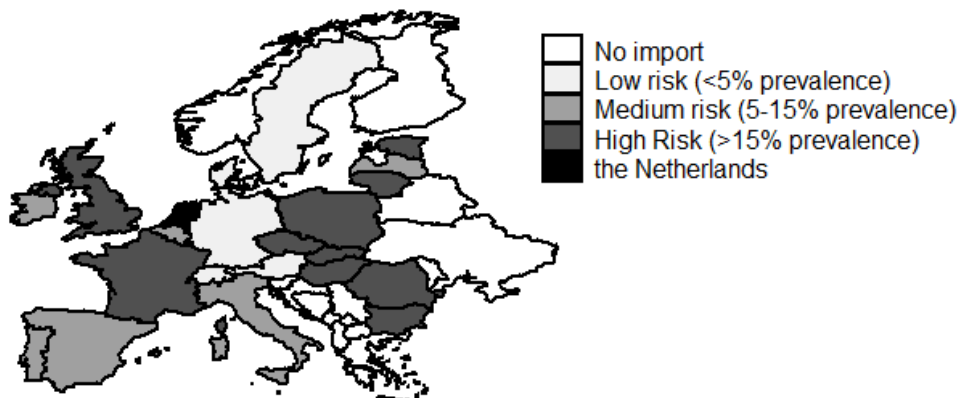 No import
Low risk (<5% prevalence)
Medium risk (5-15% prevalence)
High Risk (>15% prevalence)
the Netherlands